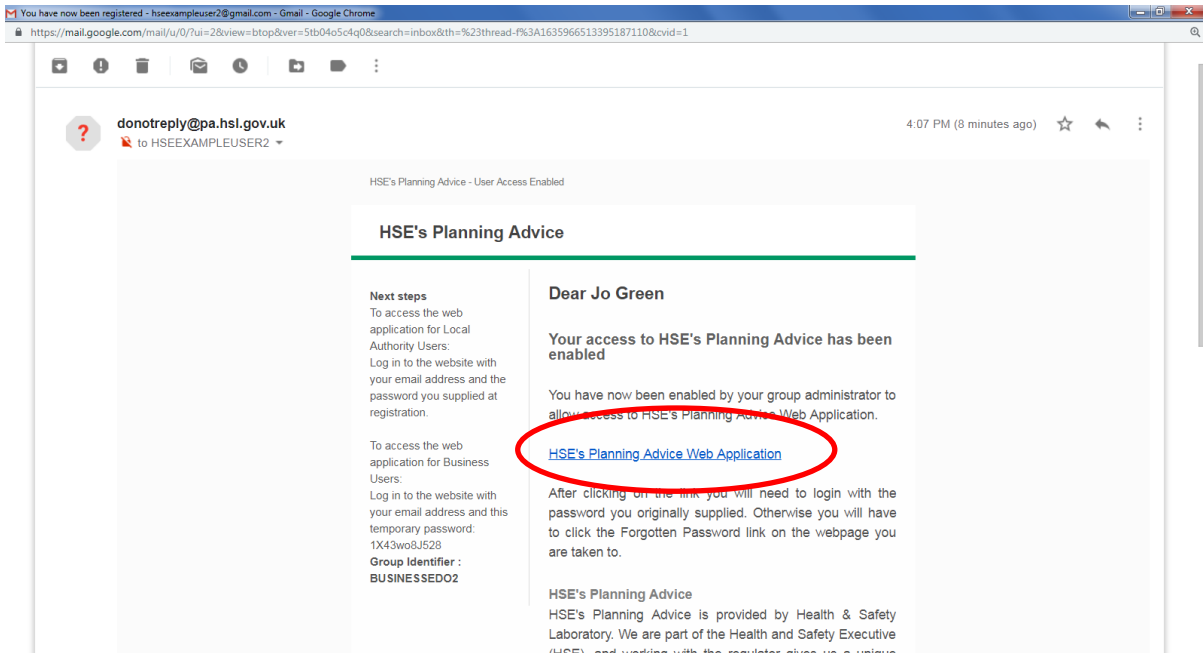 You have now been registered - hseexampleuser2@gmail.com - Gmail - Google Chrome
https://mail.google.com/mail/u/0/?ui=2&view=btop&ver=5tb04o5c4q0&search=inbox&th=%23thread-f%3A1635966513395187110&cvid=1
donotreply@pa.hsl.gov.uk
to HSEEXAMPLEUSER2
4:07 PM (8 minutes ago)
HSE's Planning Advice - User Access Enabled
HSE's Planning Advice
Next steps
To access the web
application for Local
Authority Users:
Log in to the website with
your email address and the
password you supplied at
registration.
To access the web
application for Business
Users:
Log in to the website with
your email address and this
temporary password:
1X43wo8J528
Group Identifier :
BUSINESSEDO2
Dear Jo Green
Your access to HSE's Planning Advice has been
enabled
You have now been enabled by your group administrator to
allow access to HSE's Planning Advice Web Application.
HSE's Planning Advice Web Application
After clicking on the link you will need to login with the
password you originally supplied. Otherwise you will have
to click the Forgotten Password link on the webpage you
are taken to.
HSE's Planning Advice
HSE's Planning Advice is provided by Health & Safety
Laboratory. We are part of the Health and Safety Executive
(HSE), and working with the regulator gives us a unique